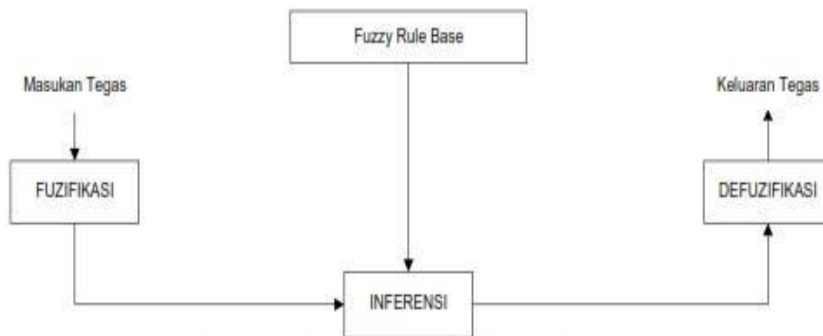 Fuzzy Rule Base
Masukan Tegas
Keluaran Tegas
FUZIFIKASI
DEFUZIFIKASI
INFERENSI